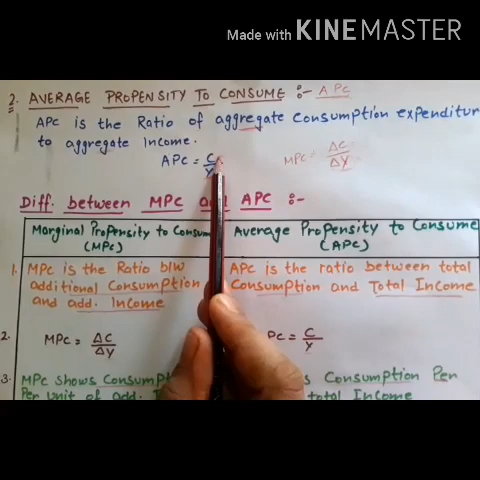 Made with KINEMASTER
2. AVERAGE PROPENSITY TO CONSUME :- APC
APC is the Ratio of aggregate Consumption expenditur
to aggregate Income.
APC = C/Y
MPC = ΔC/ΔY
Diff. between MPC and APC :-
Marginal Propensity to Consum
(MPC)
Average Propensity to Consume
(APC)
1. MPC is the Ratio b/w
additional Consumption
and add. Income
APC is the ratio between total
Consumption and Total Income
2. MPC = ΔC/ΔY
PC = C/Y
3. MPC shows Consumpt
Per unit of add.
Consumption Per
total Income